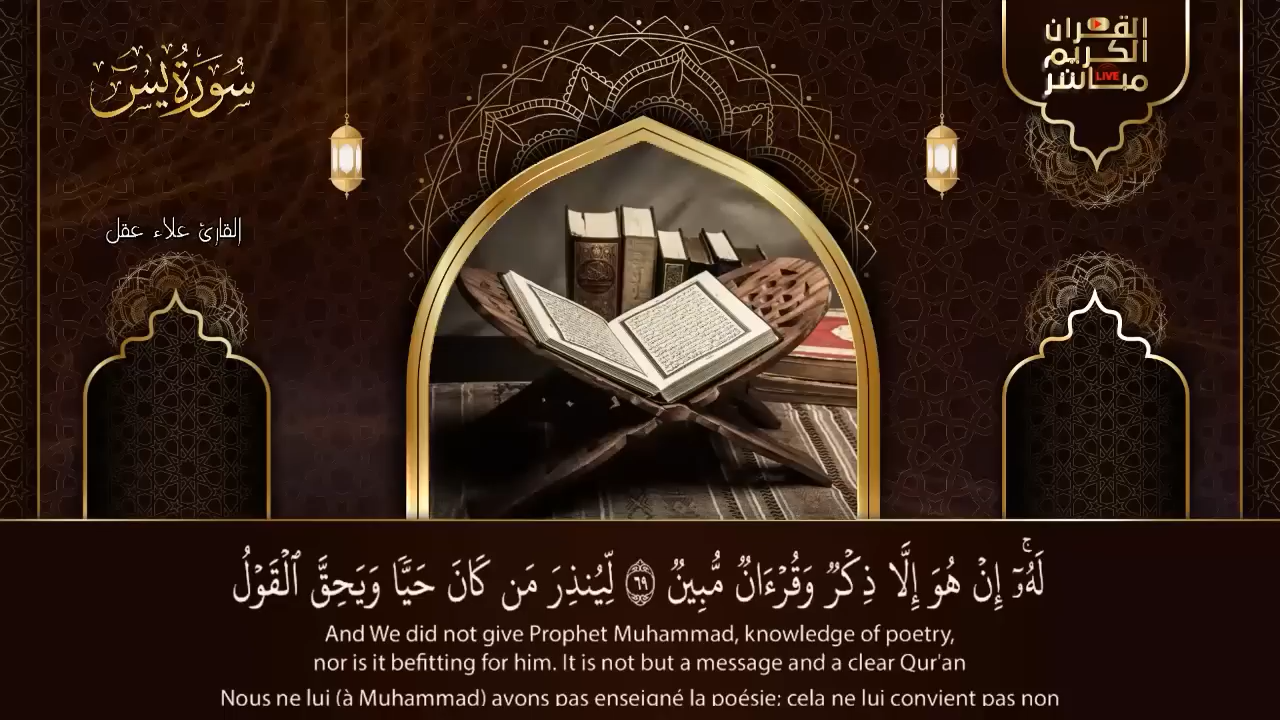 سُورَةُ يسٓ
القرآن
الكريم
مباشر
LIVE
القارئ علاء عقل
لَهُۥٓۚ إِنۡ هُوَ إِلَّا ذِكۡرٞ وَقُرۡءَانٞ مُّبِينٞ ٦٩ لِّيُنذِرَ مَن كَانَ حَيّٗا وَيَحِقَّ ٱلۡقَوۡلُ
And We did not give Prophet Muhammad, knowledge of poetry,
nor is it befitting for him. It is not but a message and a clear Qur'an
Nous ne lui (à Muhammad) avons pas enseigné la poésie; cela ne lui convient pas non